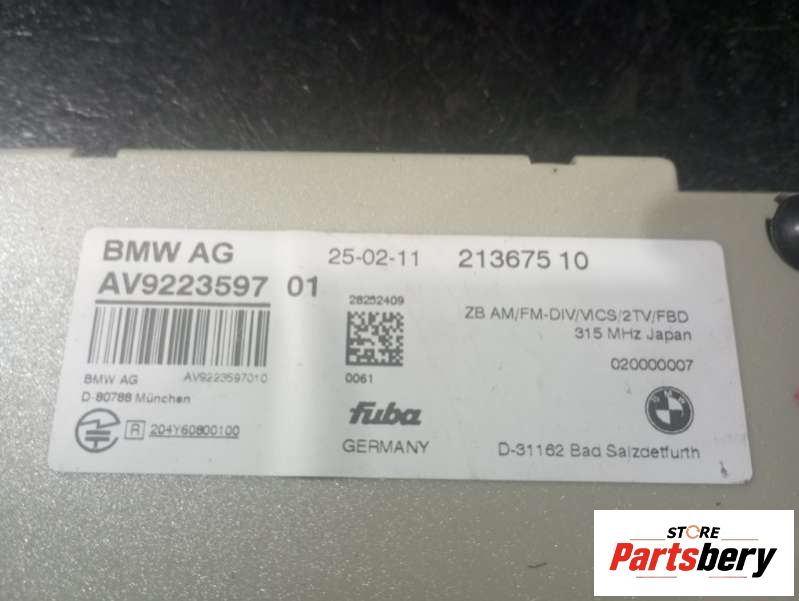 BMW AG 25-02-11 213675 10
AV9223597 01
28252409
ZB AM/FM-DIV/VICS/2TV/FBD
315 MHz Japan
020000007
BMW AG AV9223597010
0061
D-80788 München
R 204Y60800100
fuba
GERMANY
D-31162 Bad Salzdetfurth
STORE
Partsbery